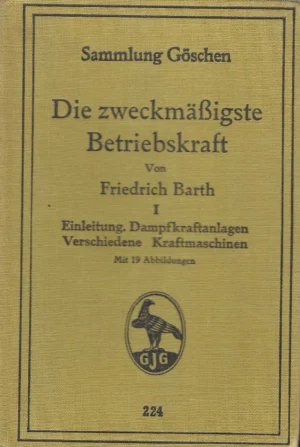 Sammlung Göschen
Die zweckmäßigste
Betriebskraft
Von
Friedrich Barth
I
Einleitung. Dampfkraftanlagen
Verschiedene Kraftmaschinen
Mit 19 Abbildungen
GJG
224